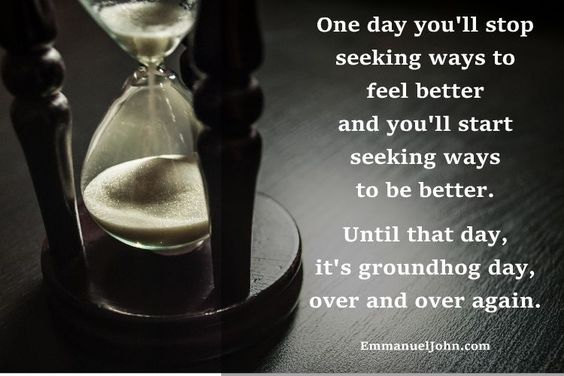 One day you'll stop
seeking ways to
feel better
and you'll start
seeking ways
to be better.
Until that day,
it's groundhog day,
over and over again.
EmmanuelJohn.com